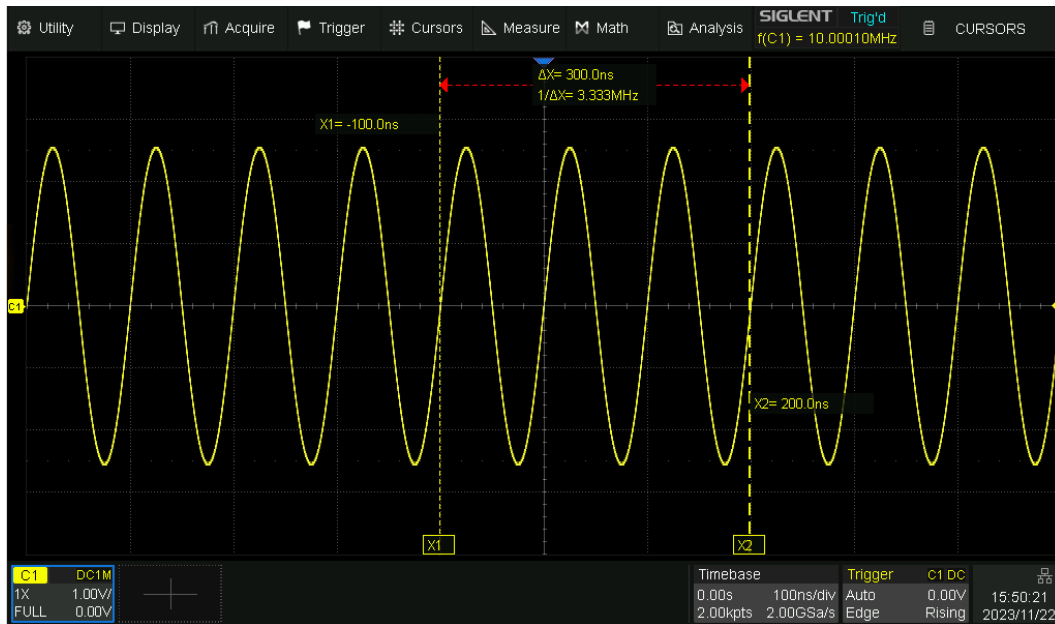 Utility Display Acquire Trigger Cursors Measure Math Analysis SIGLENT Trig'd CURSORS
f(C1) = 10.00010MHz
ΔX= 300.0ns
1/ΔX= 3.333MHz
X1= -100.0ns
C1
X2= 200.0ns
X1 X2
C1 DC1M
1X 1.00V/
FULL 0.00V
Timebase
0.00s 100ns/div
2.00kpts 2.00GSa/s
Trigger C1 DC
Auto 0.00V
Edge Rising
15:50:21
2023/11/22